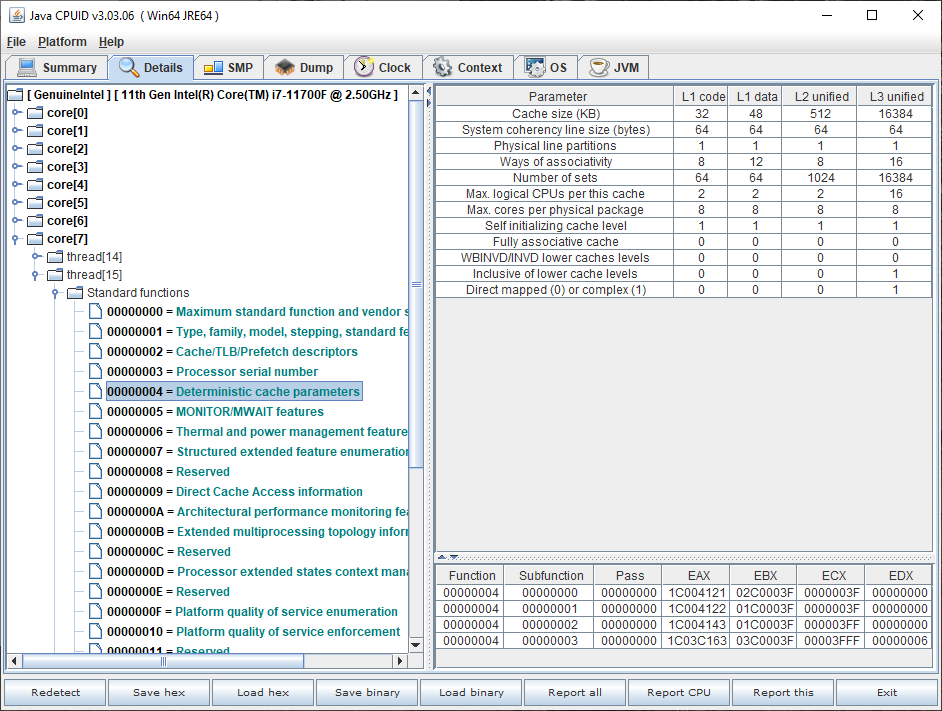 Java CPUID v3.03.06 ( Win64 JRE64 )
File Platform Help
Summary Details SMP Dump Clock Context OS JVM
[ GenuineIntel ] [ 11th Gen Intel(R) Core(TM) i7-11700F @ 2.50GHz ]
core[0]
core[1]
core[2]
core[3]
core[4]
core[5]
core[6]
core[7]
thread[14]
thread[15]
Standard functions
00000000 = Maximum standard function and vendor s
00000001 = Type, family, model, stepping, standard fe
00000002 = Cache/TLB/Prefetch descriptors
00000003 = Processor serial number
00000004 = Deterministic cache parameters
00000005 = MONITOR/MWAIT features
00000006 = Thermal and power management feature
00000007 = Structured extended feature enumeration
00000008 = Reserved
00000009 = Direct Cache Access information
0000000A = Architectural performance monitoring fea
0000000B = Extended multiprocessing topology infor
0000000C = Reserved
0000000D = Processor extended states context mana
0000000E = Reserved
0000000F = Platform quality of service enumeration
00000010 = Platform quality of service enforcement
00000011 = Reserved
Parameter L1 code L1 data L2 unified L3 unified
Cache size (KB) 32 48 512 16384
System coherency line size (bytes) 64 64 64 64
Physical line partitions 1 1 1 1
Ways of associativity 8 12 8 16
Number of sets 64 64 1024 16384
Max. logical CPUs per this cache 2 2 2 16
Max. cores per physical package 8 8 8 8
Self initializing cache level 1 1 1 1
Fully associative cache 0 0 0 0
WBINVD/INVD lower caches levels 0 0 0 0
Inclusive of lower cache levels 0 0 0 1
Direct mapped (0) or complex (1) 0 0 0 1
Function Subfunction Pass EAX EBX ECX EDX
00000004 00000000 00000000 1C004121 02C0003F 0000003F 00000000
00000004 00000001 00000000 1C004122 01C0003F 0000003F 00000000
00000004 00000002 00000000 1C004143 01C0003F 000003FF 00000000
00000004 00000003 00000000 1C03C163 03C0003F 00003FFF 00000006
Redetect Save hex Load hex Save binary Load binary Report all Report CPU Report this Exit